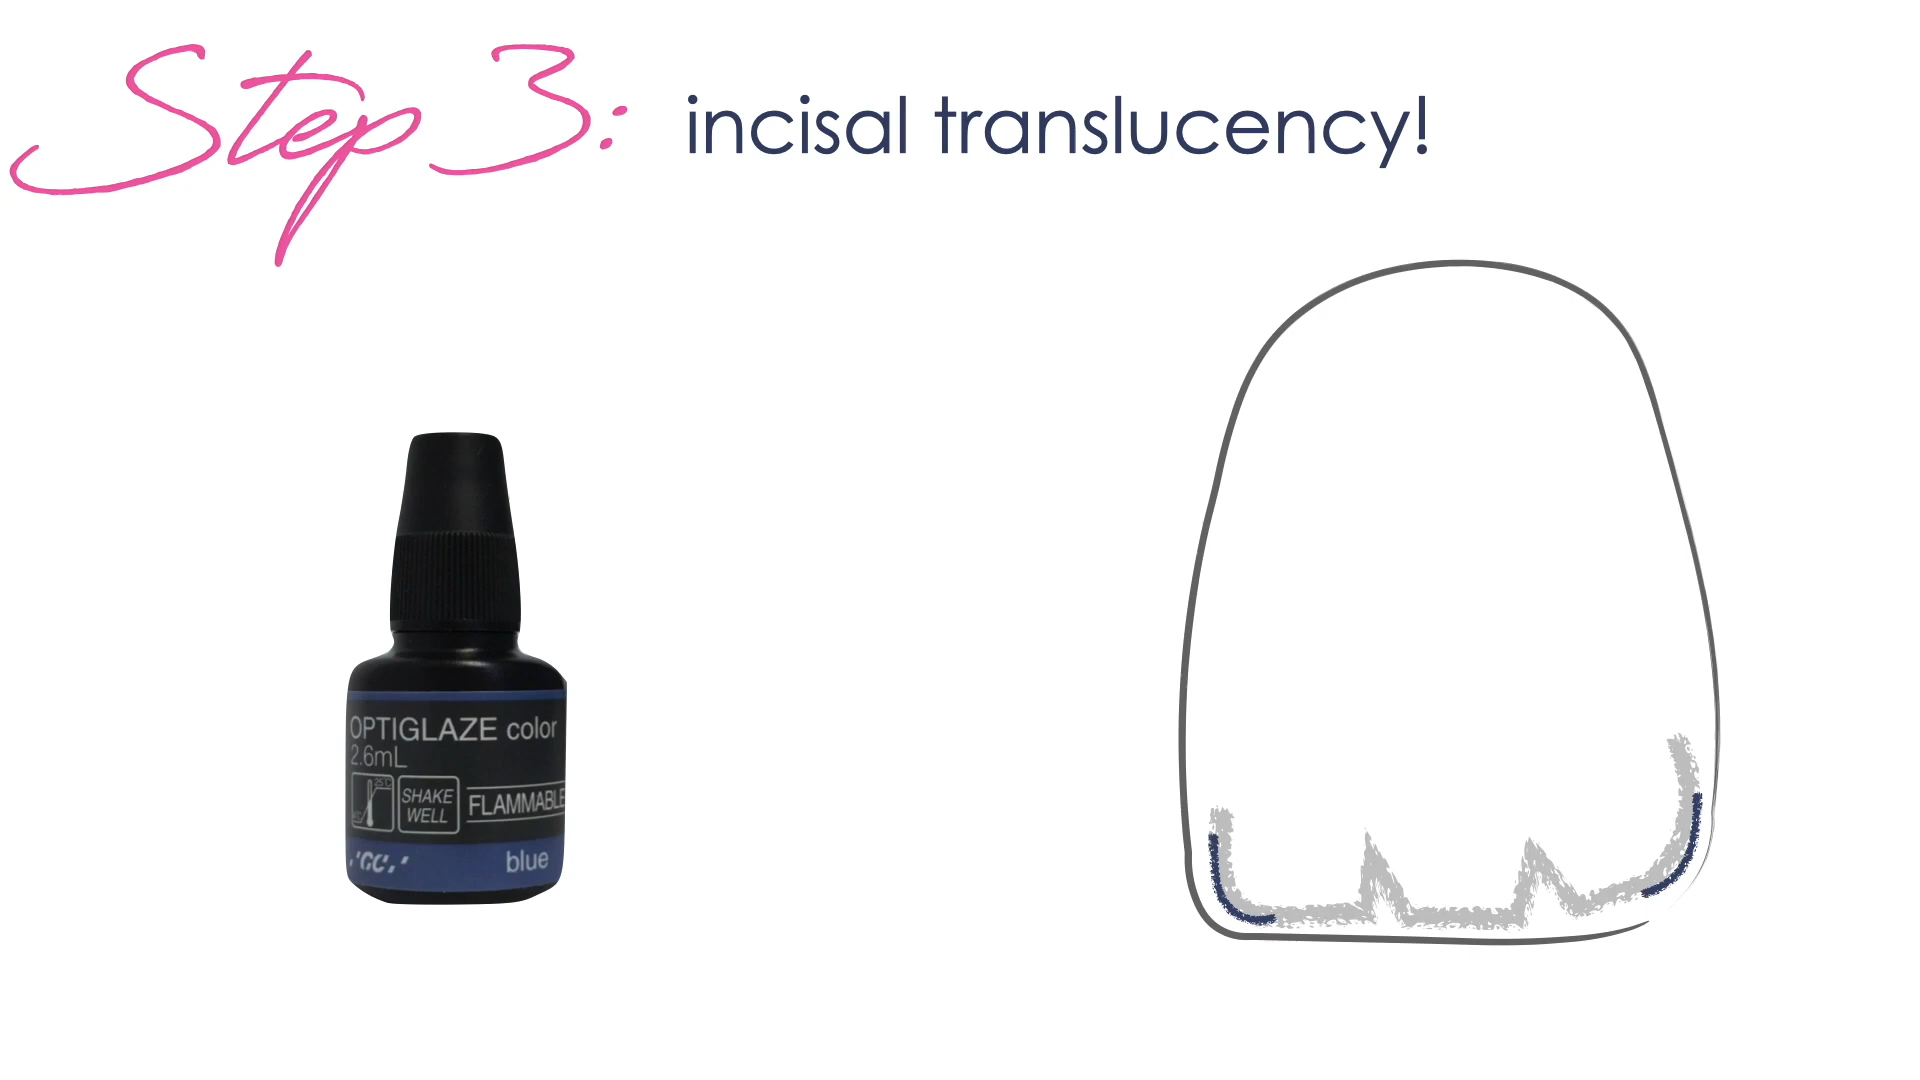 Step 3: incisal translucency!
OPTIGLAZE color
2.6mL
25°C
SHAKE
WELL
FLAMMABLE
'GC,' blue